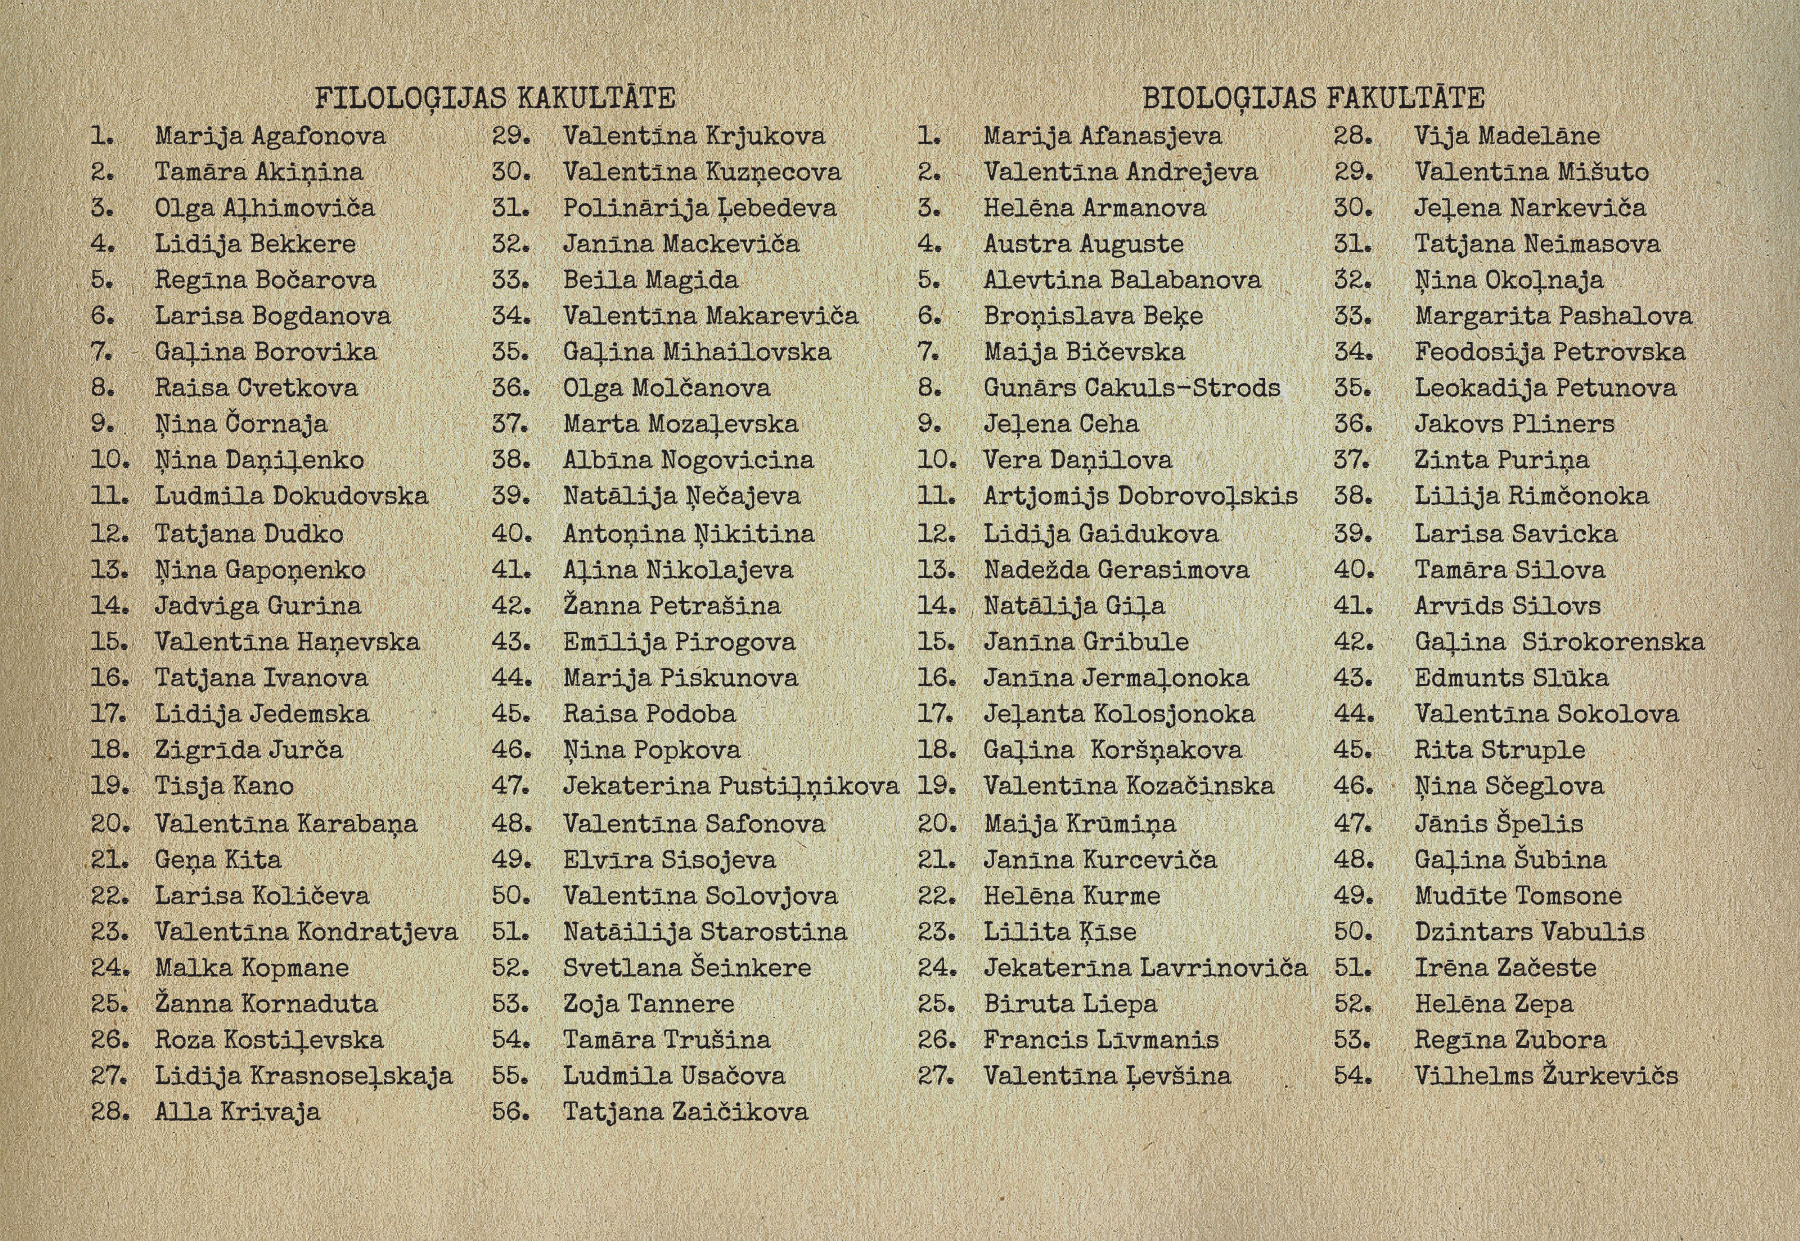 FILOLOĢIJAS KAKULTĀTE
1. Marija Agafonova
2. Tamāra Akiņina
3. Olga Aļhimoviča
4. Lidija Bekkere
5. Regīna Bočarova
6. Larisa Bogdanova
7. Gaļina Borovika
8. Raisa Cvetkova
9. Ņina Čornaja
10. Ņina Daņiļenko
11. Ludmila Dokudovska
12. Tatjana Dudko
13. Ņina Gapoņenko
14. Jadviga Gurina
15. Valentīna Haņevska
16. Tatjana Ivanova
17. Lidija Jedemska
18. Zigrīda Jurča
19. Tisja Kano
20. Valentīna Karabaņa
21. Geņa Kita
22. Larisa Količeva
23. Valentīna Kondratjeva
24. Malka Kopmane
25. Žanna Kornaduta
26. Roza Kostiļevska
27. Lidija Krasnoseļskaja
28. Alla Krivaja
29. Valentīna Krjukova
30. Valentīna Kuzņecova
31. Polinārija Ļebedeva
32. Janīna Mackeviča
33. Beila Magida
34. Valentīna Makareviča
35. Gaļina Mihailovska
36. Olga Molčanova
37. Marta Mozaļevska
38. Albīna Nogovicina
39. Natālija Ņečajeva
40. Antoņina Ņikitina
41. Aļina Nikolajeva
42. Žanna Petrašina
43. Emīlija Pirogova
44. Marija Piskunova
45. Raisa Podoba
46. Ņina Popkova
47. Jekaterina Pustiļņikova
48. Valentīna Safonova
49. Elvīra Sisojeva
50. Valentīna Solovjova
51. Natāilija Starostina
52. Svetlana Šeinkere
53. Zoja Tannere
54. Tamāra Trušina
55. Ludmila Usačova
56. Tatjana Zaičikova
BIOLOĢIJAS FAKULTĀTE
1. Marija Afanasjeva
2. Valentīna Andrejeva
3. Helēna Armanova
4. Austra Auguste
5. Alevtina Balabanova
6. Broņislava Beķe
7. Maija Bičevska
8. Gunārs Cakuls-Strods
9. Jeļena Ceha
10. Vera Daņilova
11. Artjomijs Dobrovoļskis
12. Lidija Gaidukova
13. Nadežda Gerasimova
14. Natālija Giļa
15. Janīna Gribule
16. Janīna Jermaļonoka
17. Jeļanta Kolosjonoka
18. Gaļina Koršņakova
19. Valentīna Kozačinska
20. Maija Krūmiņa
21. Janīna Kurceviča
22. Helēna Kurme
23. Lilita Ķīse
24. Jekaterīna Lavrinoviča
25. Biruta Liepa
26. Francis Līvmanis
27. Valentīna Ļevšina
28. Vija Madelāne
29. Valentīna Mišuto
30. Jeļena Narkeviča
31. Tatjana Neimasova
32. Ņina Okoļnaja
33. Margarita Pashalova
34. Feodosija Petrovska
35. Leokadija Petunova
36. Jakovs Pliners
37. Zinta Puriņa
38. Lilija Rimčonoka
39. Larisa Savicka
40. Tamāra Silova
41. Arvīds Silovs
42. Gaļina Sirokorenska
43. Edmunts Slūka
44. Valentīna Sokolova
45. Rita Struple
46. Ņina Sčeglova
47. Jānis Špelis
48. Gaļina Šubina
49. Mudīte Tomsone
50. Dzintars Vabulis
51. Irēna Začeste
52. Helēna Zepa
53. Regīna Zubora
54. Vilhelms Žurkevičs